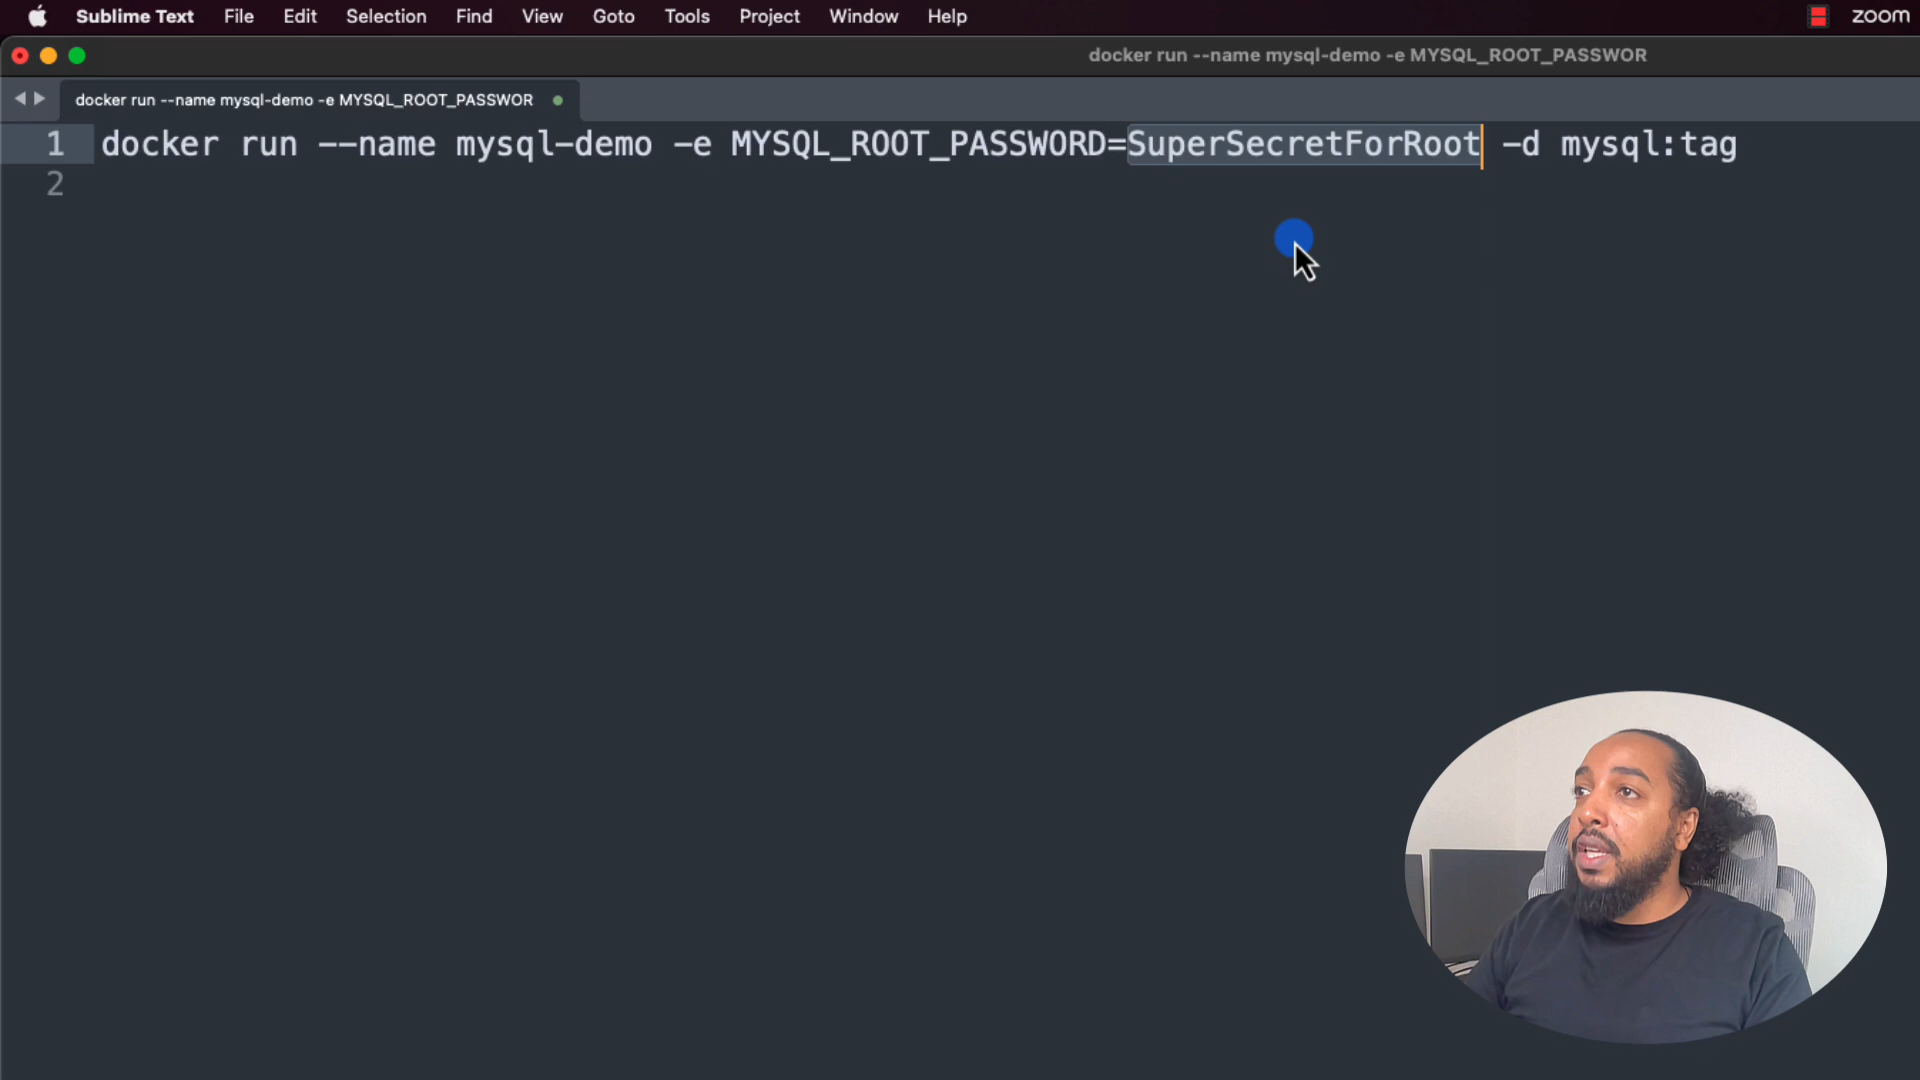 Sublime Text File Edit Selection Find View Goto Tools Project Window Help zoom
docker run --name mysql-demo -e MYSQL_ROOT_PASSWOR
docker run --name mysql-demo -e MYSQL_ROOT_PASSWOR
1 docker run --name mysql-demo -e MYSQL_ROOT_PASSWORD=SuperSecretForRoot -d mysql:tag
2